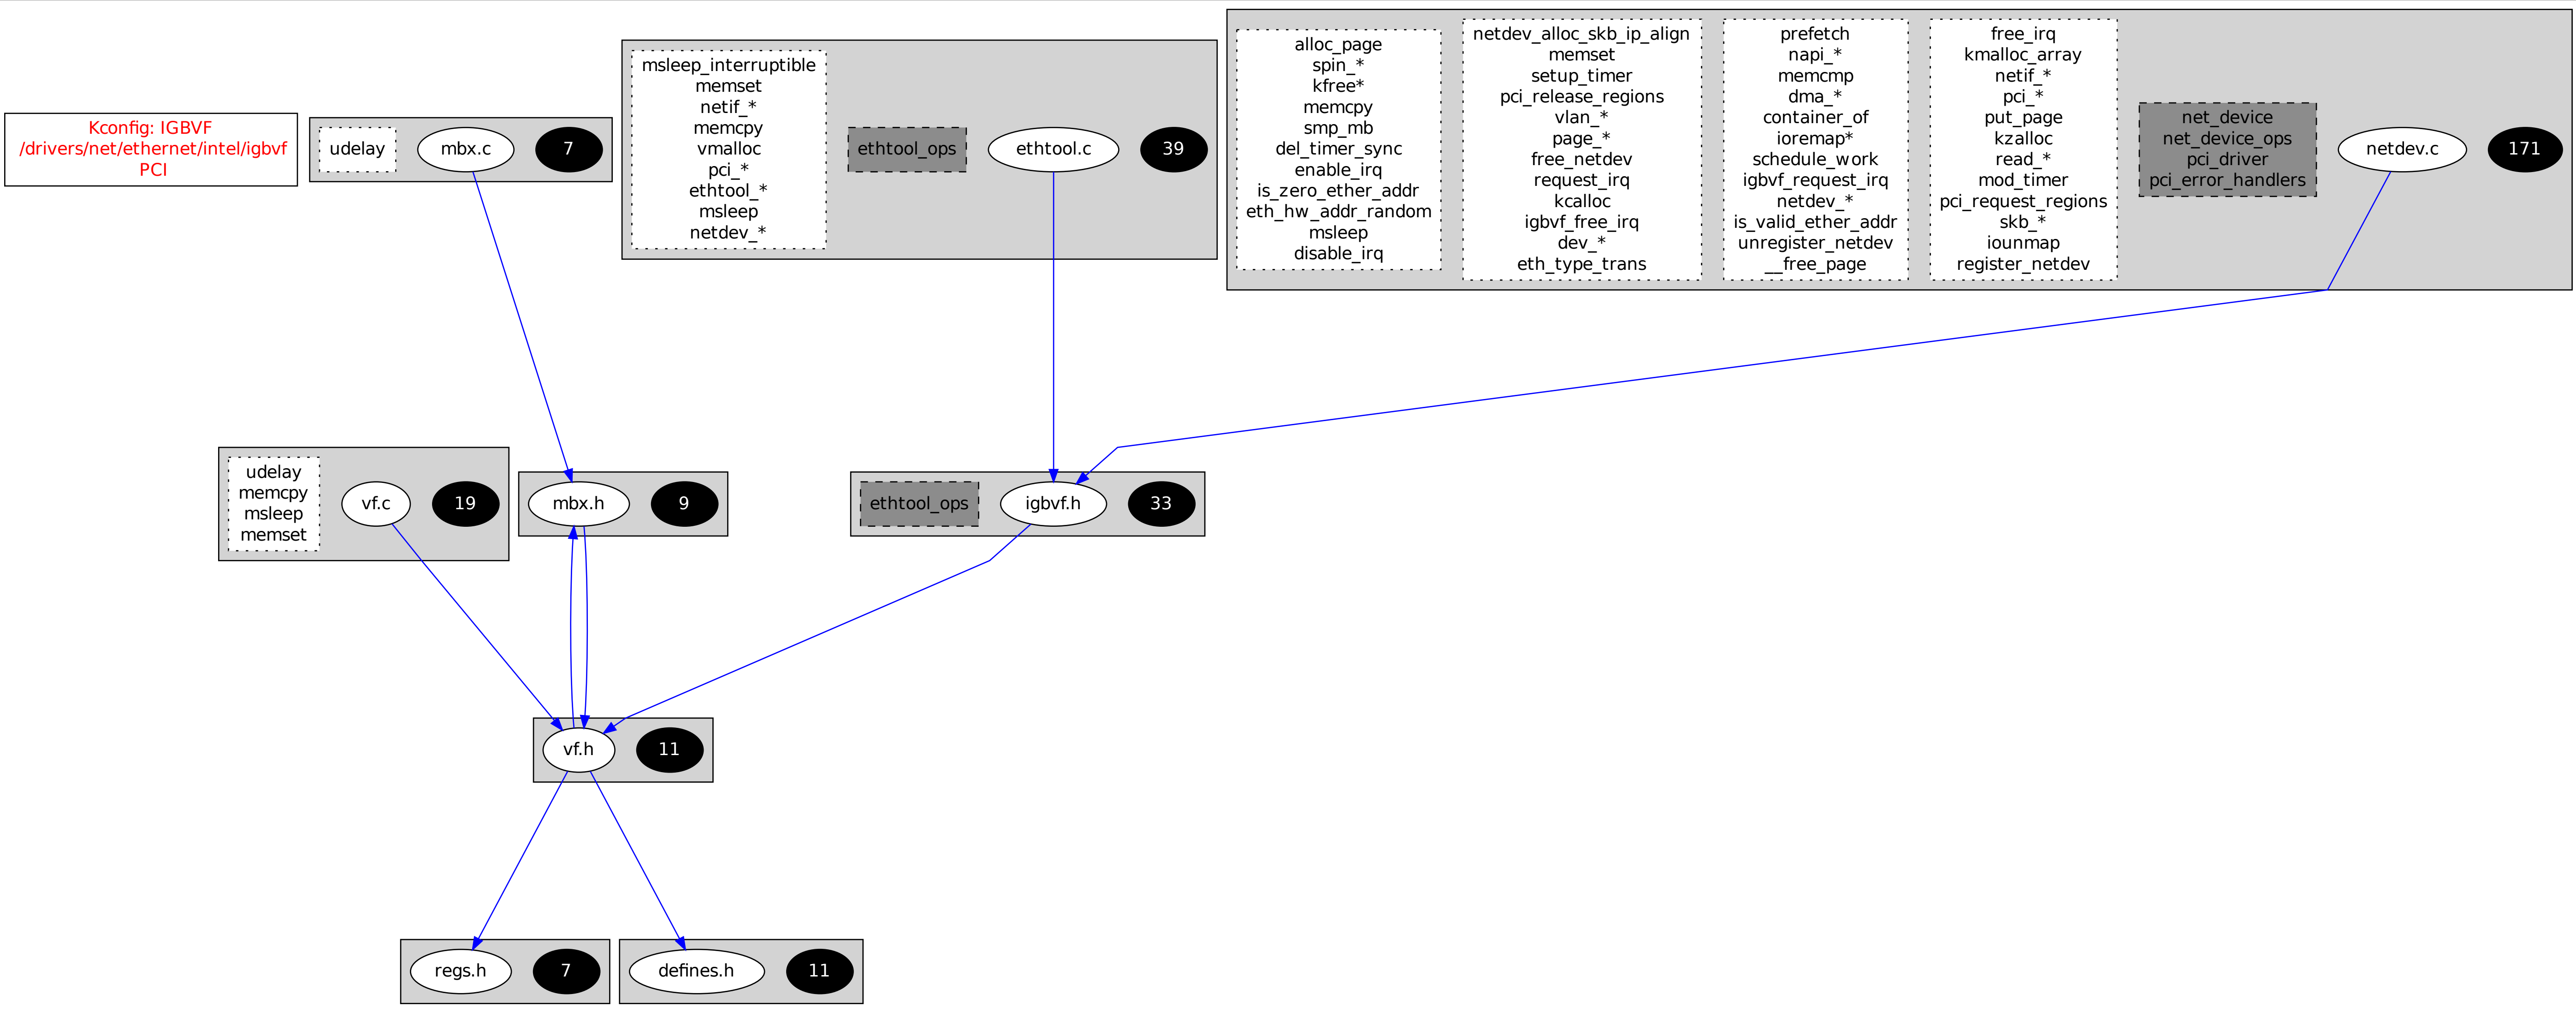 Kconfig: IGBVF
/drivers/net/ethernet/intel/igbvf
PCI
udelay
mbx.c
7
msleep_interruptible
memset
netif_*
memcpy
vmalloc
pci_*
ethtool_*
msleep
netdev_*
ethtool_ops
ethtool.c
39
alloc_page
spin_*
kfree*
memcpy
smp_mb
del_timer_sync
enable_irq
is_zero_ether_addr
eth_hw_addr_random
msleep
disable_irq
netdev_alloc_skb_ip_align
memset
setup_timer
pci_release_regions
vlan_*
page_*
free_netdev
request_irq
kcalloc
igbvf_free_irq
dev_*
eth_type_trans
prefetch
napi_*
memcmp
dma_*
container_of
ioremap*
schedule_work
igbvf_request_irq
netdev_*
is_valid_ether_addr
unregister_netdev
__free_page
free_irq
kmalloc_array
netif_*
pci_*
put_page
kzalloc
read_*
mod_timer
pci_request_regions
skb_*
iounmap
register_netdev
net_device
net_device_ops
pci_driver
pci_error_handlers
netdev.c
171
udelay
memcpy
msleep
memset
vf.c
19
mbx.h
9
ethtool_ops
igbvf.h
33
vf.h
11
regs.h
7
defines.h
11